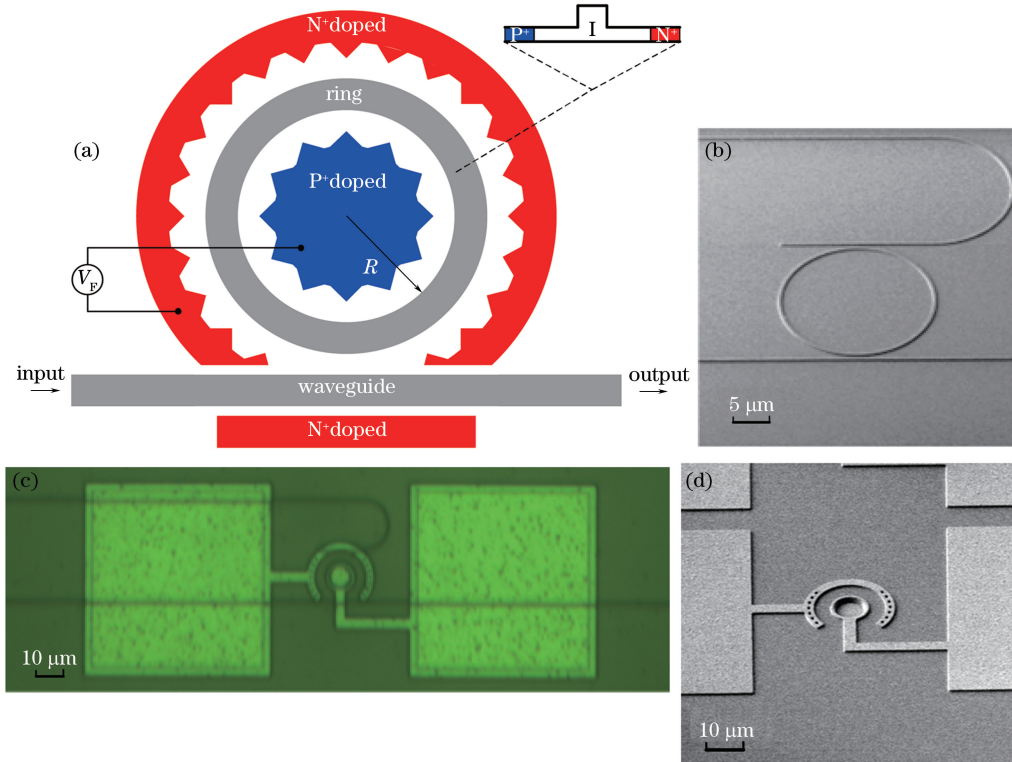 (a)
N⁺doped
ring
P⁺doped
R
V_F
input
waveguide
output
N⁺doped
P⁺
I
N⁺
(b)
5 μm
(c)
10 μm
(d)
10 μm